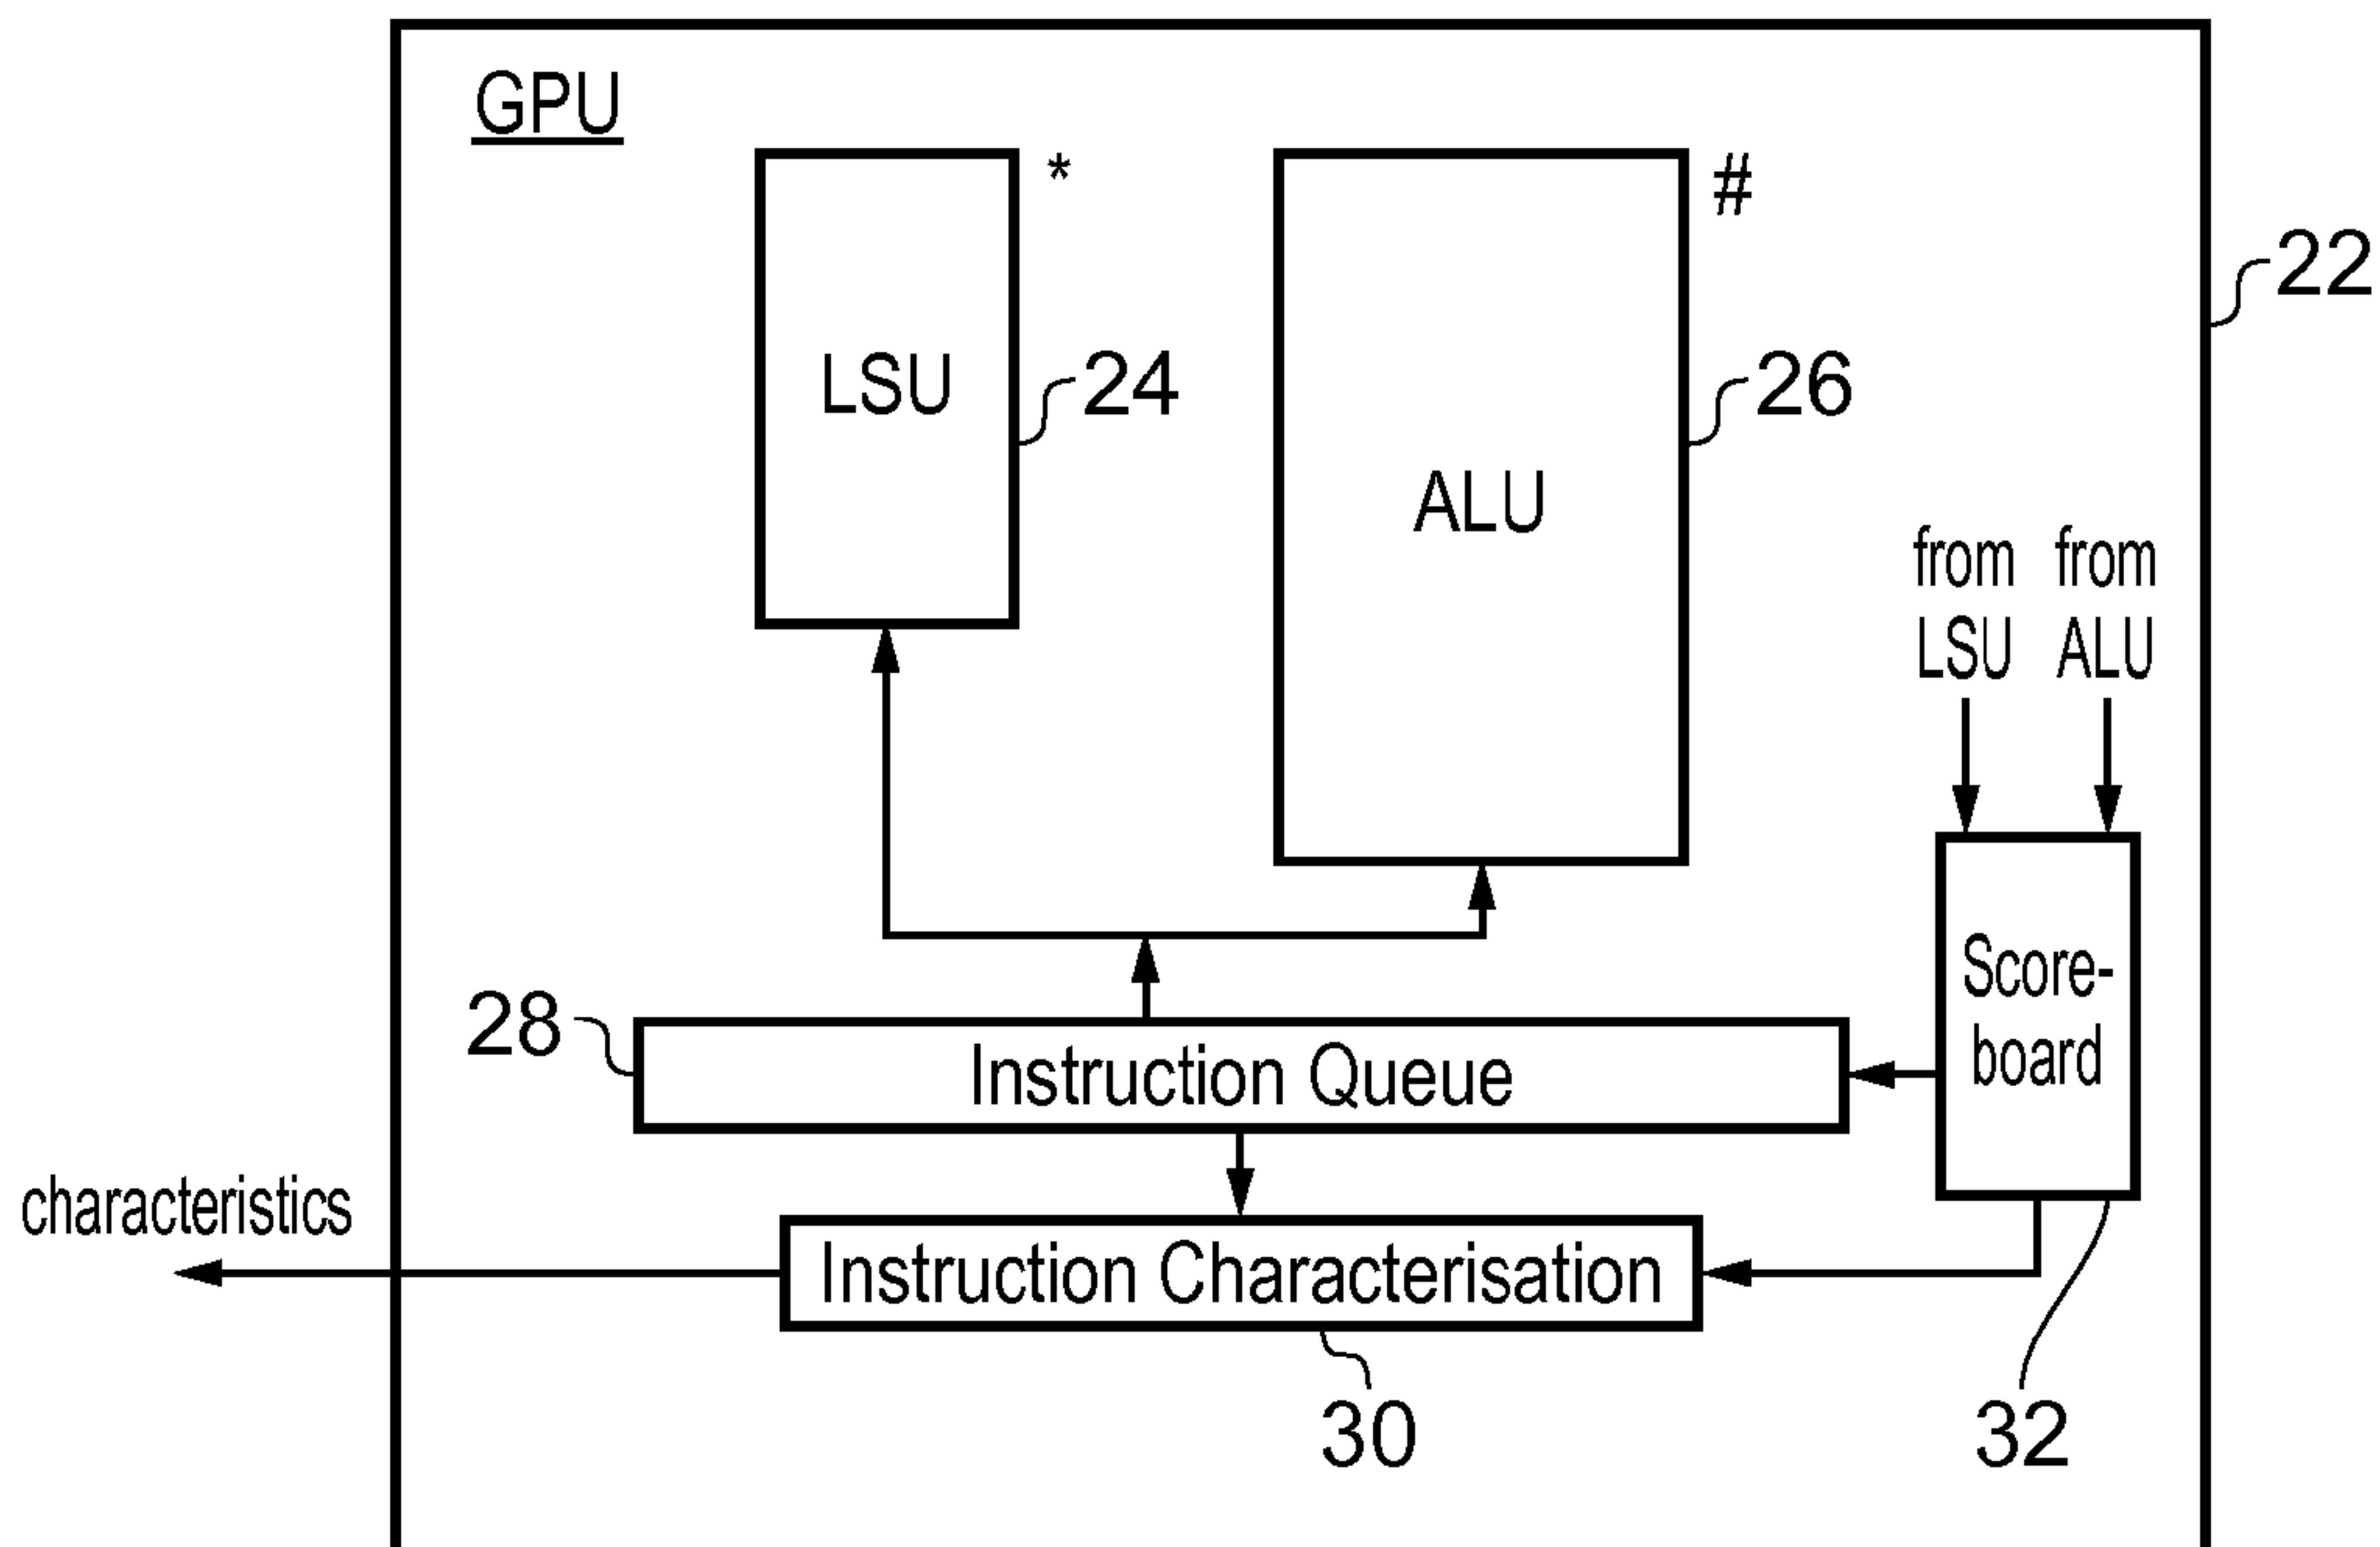 GPU
*
#
22
LSU
24
26
ALU
from
LSU
from
ALU
Score-
board
28
Instruction Queue
characteristics
Instruction Characterisation
30
32